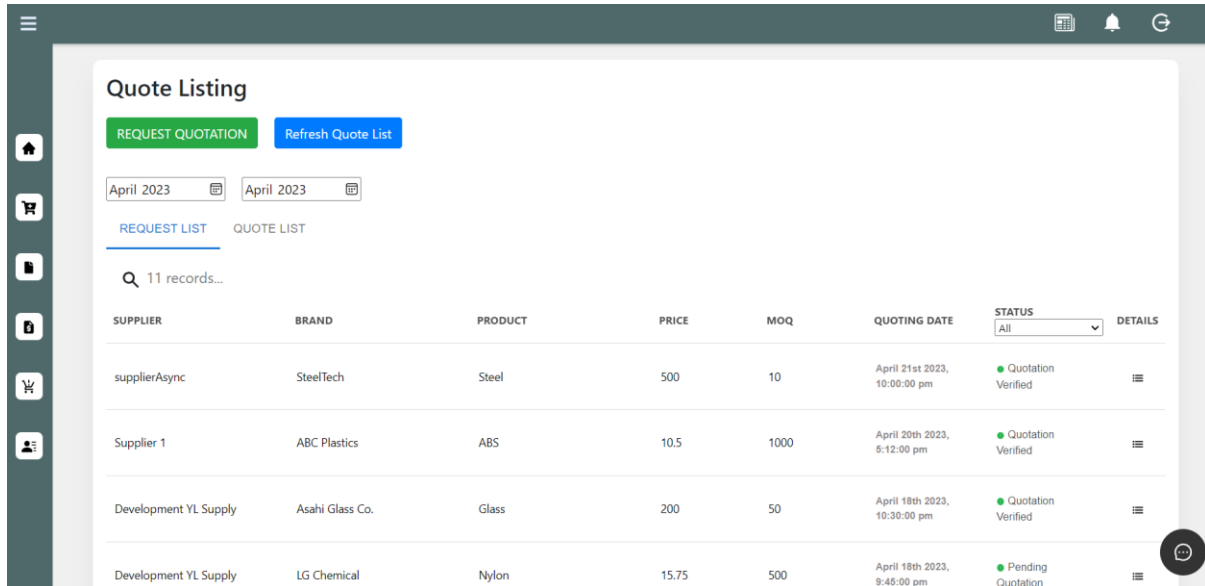 Quote Listing
REQUEST QUOTATION Refresh Quote List
April 2023 April 2023
REQUEST LIST QUOTE LIST
11 records...
SUPPLIER BRAND PRODUCT PRICE MOQ QUOTING DATE STATUS DETAILS
All
supplierAsync SteelTech Steel 500 10 April 21st 2023, Quotation
10:00:00 pm Verified
Supplier 1 ABC Plastics ABS 10.5 1000 April 20th 2023, Quotation
5:12:00 pm Verified
Development YL Supply Asahi Glass Co. Glass 200 50 April 18th 2023, Quotation
10:30:00 pm Verified
Development YL Supply LG Chemical Nylon 15.75 500 April 18th 2023, Pending
9:45:00 pm Quotation